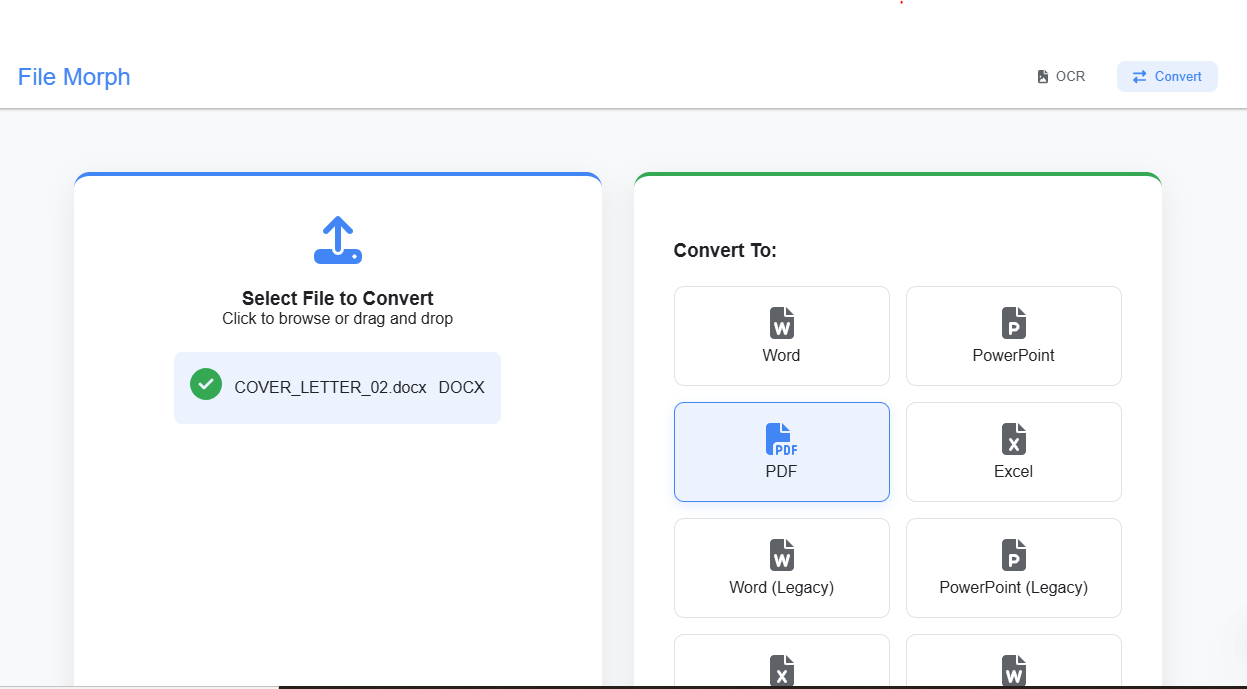 File Morph
OCR
Convert
Select File to Convert
Click to browse or drag and drop
COVER_LETTER_02.docx DOCX
Convert To:
W
Word
P
PowerPoint
PDF
PDF
X
Excel
W
Word (Legacy)
P
PowerPoint (Legacy)
X
W